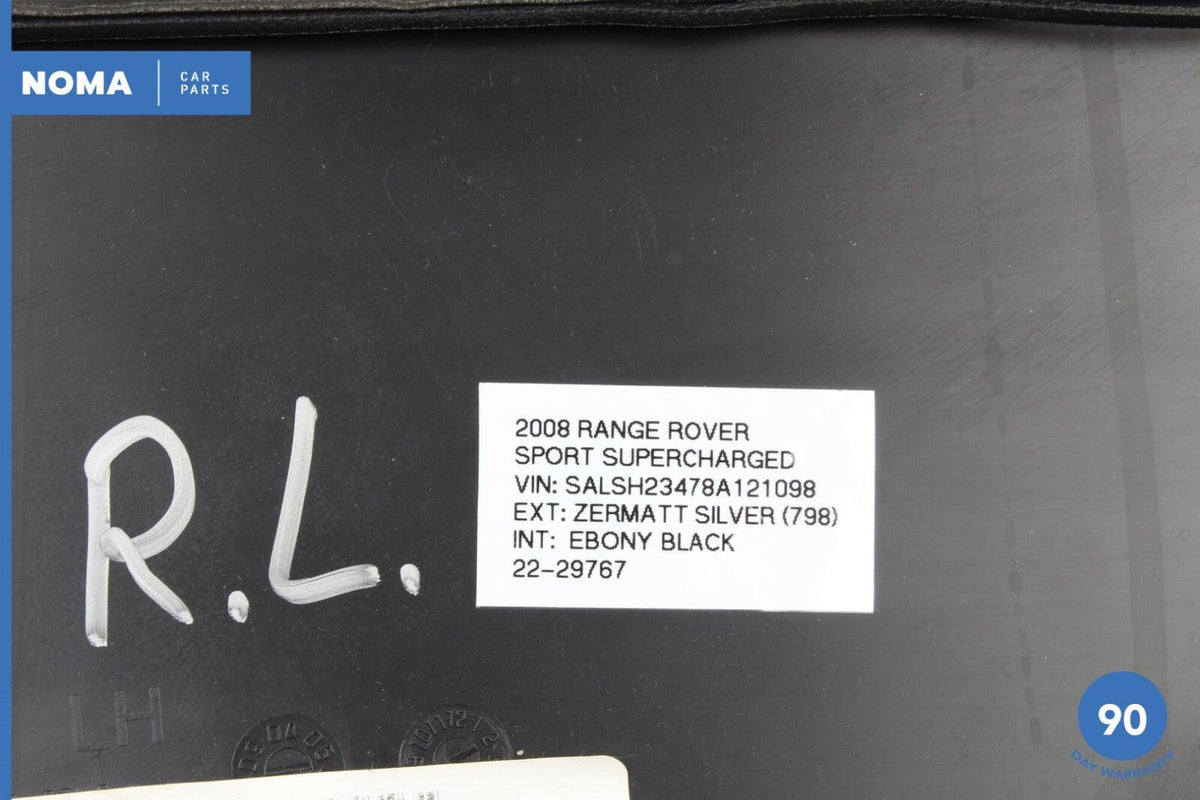 NOMA
CAR
PARTS
2008 RANGE ROVER
SPORT SUPERCHARGED
VIN: SALSH23478A121098
EXT: ZERMATT SILVER (798)
INT: EBONY BLACK
22-29767
R.L.
LH
90
DAY WARRANTY